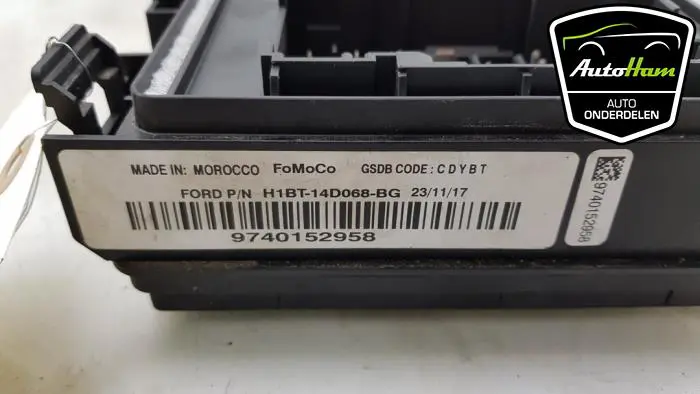 AutoHam
AUTO
ONDERDELEN
MADE IN: MOROCCO FoMoCo GSDB CODE: CDYBT
FORD P/N H1BT-14D068-BG 23/11/17
9740152958
9740152958